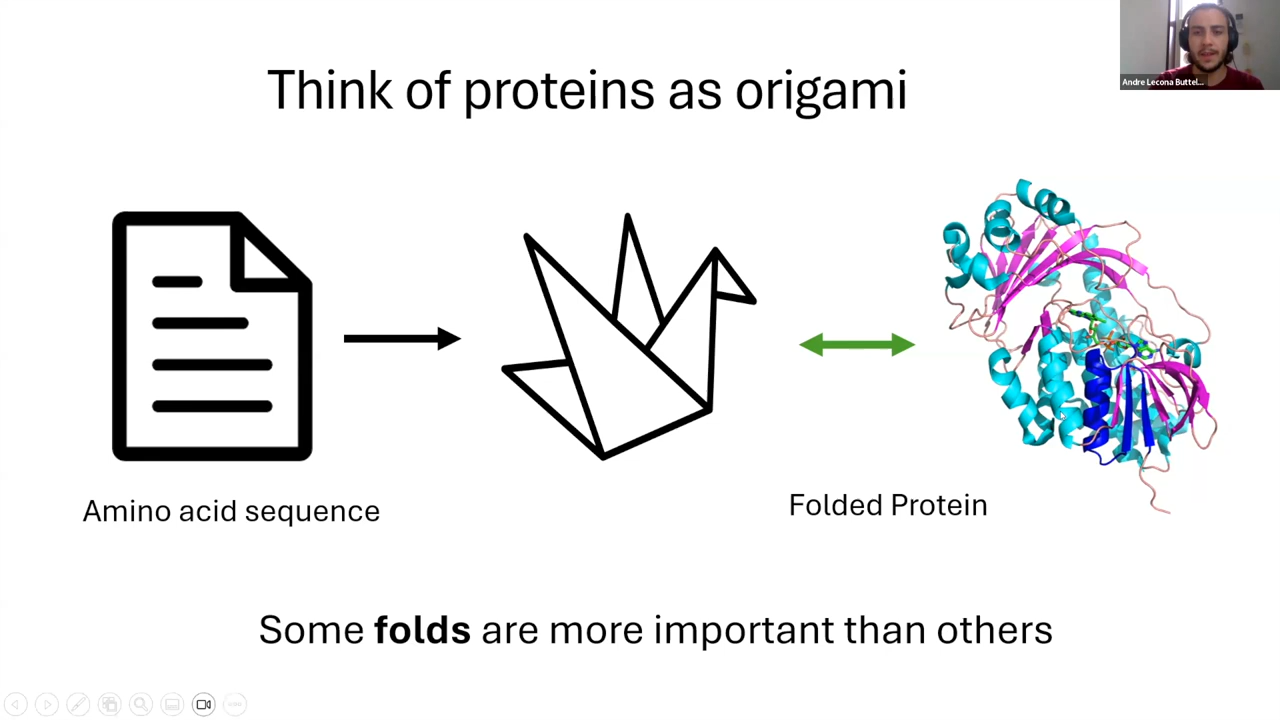 Think of proteins as origami
Andre Lecona Buttel...
Amino acid sequence
Folded Protein
Some folds are more important than others